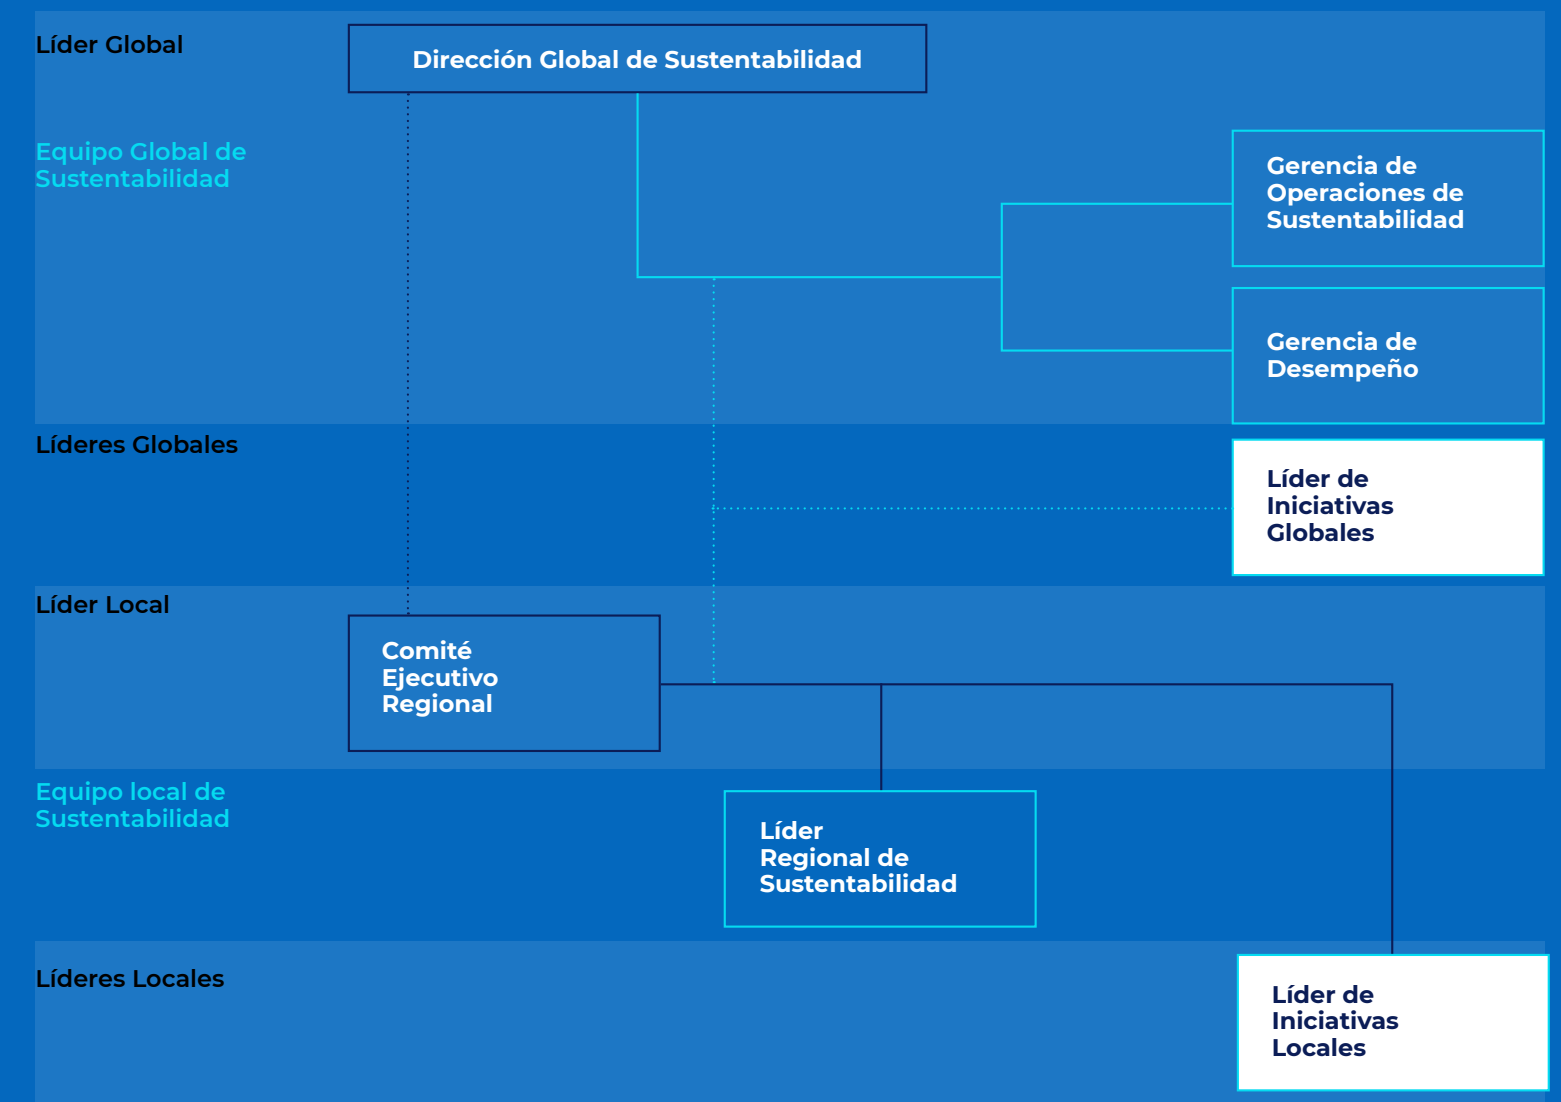 Líder Global
Dirección Global de Sustentabilidad
Equipo Global de
Sustentabilidad
Gerencia de
Operaciones de
Sustentabilidad
Gerencia de
Desempeño
Líderes Globales
Líder de
Iniciativas
Globales
Líder Local
Comité
Ejecutivo
Regional
Equipo local de
Sustentabilidad
Líder
Regional de
Sustentabilidad
Líderes Locales
Líder de
Iniciativas
Locales